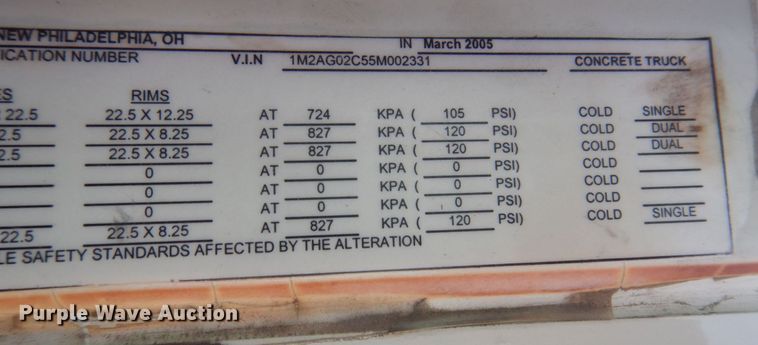 NEW PHILADELPHIA, OH IN March 2005
ICATION NUMBER V.I.N 1M2AG02C55M002331 CONCRETE TRUCK
ES RIMS
22.5 22.5 X 12.25 AT 724 KPA ( 105 PSI) COLD SINGLE
2.5 22.5 X 8.25 AT 827 KPA ( 120 PSI) COLD DUAL
2.5 22.5 X 8.25 AT 827 KPA ( 120 PSI) COLD DUAL
0 AT 0 KPA ( 0 PSI) COLD
0 AT 0 KPA ( 0 PSI) COLD
0 AT 0 KPA ( 0 PSI) COLD
22.5 22.5 X 8.25 AT 827 KPA ( 120 PSI) COLD SINGLE
LE SAFETY STANDARDS AFFECTED BY THE ALTERATION
Purple Wave Auction